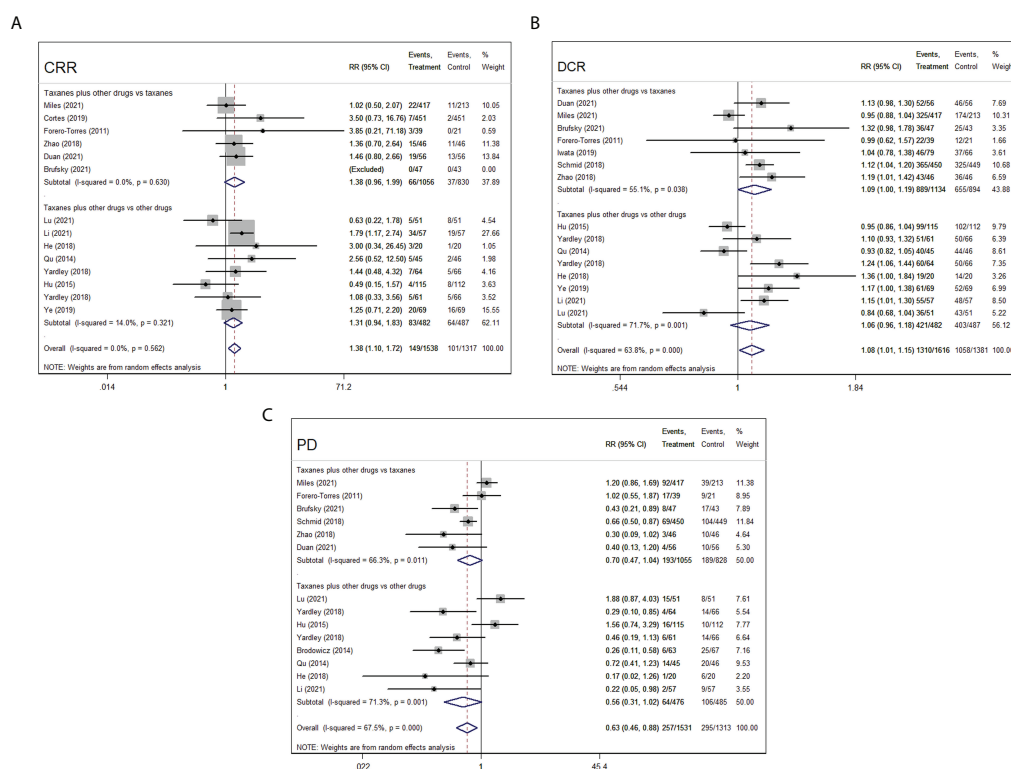 A
CRR
Events, Events, %
RR (95% CI) Treatment Control Weight
Taxanes plus other drugs vs taxanes
Miles (2021) 1.02 (0.50, 2.07) 22/417 11/213 10.05
Cortes (2019) 3.50 (0.73, 16.76) 7/451 2/451 2.03
Forero-Torres (2011) 3.85 (0.21, 71.18) 3/39 0/21 0.59
Zhao (2018) 1.36 (0.70, 2.64) 15/46 11/46 11.38
Duan (2021) 1.46 (0.80, 2.66) 19/56 13/56 13.84
Brufsky (2021) (Excluded) 0/47 0/43 0.00
Subtotal (I-squared = 0.0%, p = 0.630) 1.38 (0.96, 1.99) 66/1056 37/830 37.89
.
Taxanes plus other drugs vs other drugs
Lu (2021) 0.63 (0.22, 1.78) 5/51 8/51 4.54
Li (2021) 1.79 (1.17, 2.74) 34/57 19/57 27.66
He (2018) 3.00 (0.34, 26.45) 3/20 1/20 1.05
Qu (2014) 2.56 (0.52, 12.50) 5/45 2/46 1.98
Yardley (2018) 1.44 (0.48, 4.32) 7/64 5/66 4.16
Hu (2015) 0.49 (0.15, 1.57) 4/115 8/112 3.63
Yardley (2018) 1.08 (0.33, 3.56) 5/61 5/66 3.52
Ye (2019) 1.25 (0.71, 2.20) 20/69 16/69 15.55
Subtotal (I-squared = 14.0%, p = 0.321) 1.31 (0.94, 1.83) 83/482 64/487 62.11
.
Overall (I-squared = 0.0%, p = 0.562) 1.38 (1.10, 1.72) 149/1538 101/1317 100.00
NOTE: Weights are from random effects analysis
.014 1 71.2
B
DCR
Events, Events, %
RR (95% CI) Treatment Control Weight
Taxanes plus other drugs vs taxanes
Duan (2021) 1.13 (0.98, 1.30) 52/56 46/56 7.69
Miles (2021) 0.95 (0.88, 1.04) 325/417 174/213 10.31
Brufsky (2021) 1.32 (0.98, 1.78) 36/47 25/43 3.35
Forero-Torres (2011) 0.99 (0.62, 1.57) 22/39 12/21 1.66
Iwata (2019) 1.04 (0.78, 1.38) 46/79 37/66 3.61
Schmid (2018) 1.12 (1.04, 1.20) 365/450 325/449 10.68
Zhao (2018) 1.19 (1.01, 1.42) 43/46 36/46 6.59
Subtotal (I-squared = 55.1%, p = 0.038) 1.09 (1.00, 1.19) 889/1134 655/894 43.88
.
Taxanes plus other drugs vs other drugs
Hu (2015) 0.95 (0.86, 1.04) 99/115 102/112 9.79
Yardley (2018) 1.10 (0.93, 1.32) 51/61 50/66 6.39
Qu (2014) 0.93 (0.82, 1.05) 40/45 44/46 8.61
Yardley (2018) 1.24 (1.06, 1.44) 60/64 50/66 7.35
He (2018) 1.36 (1.00, 1.84) 19/20 14/20 3.26
Ye (2019) 1.17 (1.00, 1.38) 61/69 52/69 6.99
Li (2021) 1.15 (1.01, 1.30) 55/57 48/57 8.50
Lu (2021) 0.84 (0.68, 1.04) 36/51 43/51 5.22
Subtotal (I-squared = 71.7%, p = 0.001) 1.06 (0.96, 1.18) 421/482 403/487 56.12
.
Overall (I-squared = 63.8%, p = 0.000) 1.08 (1.01, 1.15) 1310/1616 1058/1381 100.00
NOTE: Weights are from random effects analysis
.544 1 1.84
C
PD
Events, Events, %
RR (95% CI) Treatment Control Weight
Taxanes plus other drugs vs taxanes
Miles (2021) 1.20 (0.86, 1.69) 92/417 39/213 11.38
Forero-Torres (2011) 1.02 (0.55, 1.87) 17/39 9/21 8.95
Brufsky (2021) 0.43 (0.21, 0.89) 8/47 17/43 7.89
Schmid (2018) 0.66 (0.50, 0.87) 69/450 104/449 11.84
Zhao (2018) 0.30 (0.09, 1.02) 3/46 10/46 4.64
Duan (2021) 0.40 (0.13, 1.20) 4/56 10/56 5.30
Subtotal (I-squared = 66.3%, p = 0.011) 0.70 (0.47, 1.04) 193/1055 189/828 50.00
.
Taxanes plus other drugs vs other drugs
Lu (2021) 1.88 (0.87, 4.03) 15/51 8/51 7.61
Yardley (2018) 0.29 (0.10, 0.85) 4/64 14/66 5.54
Hu (2015) 1.56 (0.74, 3.29) 16/115 10/112 7.77
Yardley (2018) 0.46 (0.19, 1.13) 6/61 14/66 6.64
Brodowicz (2014) 0.26 (0.11, 0.58) 6/63 25/67 7.16
Qu (2014) 0.72 (0.41, 1.23) 14/45 20/46 9.53
He (2018) 0.17 (0.02, 1.26) 1/20 6/20 2.20
Li (2021) 0.22 (0.05, 0.98) 2/57 9/57 3.55
Subtotal (I-squared = 71.3%, p = 0.001) 0.56 (0.31, 1.02) 64/476 106/485 50.00
.
Overall (I-squared = 67.5%, p = 0.000) 0.63 (0.46, 0.88) 257/1531 295/1313 100.00
NOTE: Weights are from random effects analysis
022 1 45.4